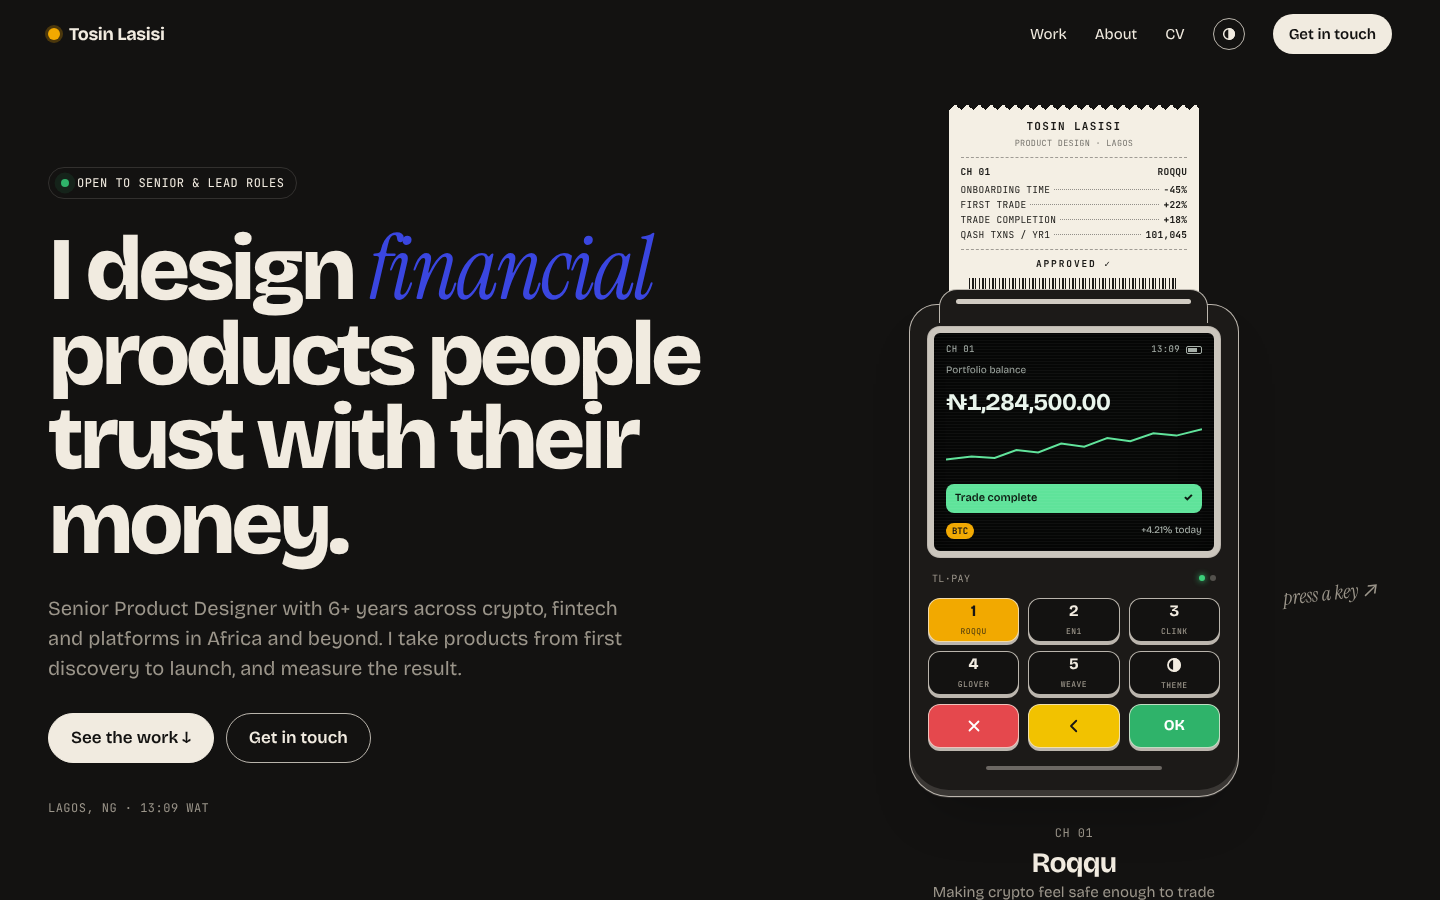 Tosin Lasisi
Work
About
CV
Get in touch
OPEN TO SENIOR & LEAD ROLES
I design financial
products people
trust with their
money.
Senior Product Designer with 6+ years across crypto, fintech
and platforms in Africa and beyond. I take products from first
discovery to launch, and measure the result.
See the work ↓
Get in touch
LAGOS, NG · 13:09 WAT
TOSIN LASISI
PRODUCT DESIGN · LAGOS
CH 01 ROQQU
ONBOARDING TIME -45%
FIRST TRADE +22%
TRADE COMPLETION +18%
QASH TXNS / YR1 101,045
APPROVED ✓
CH 01 13:09
Portfolio balance
₦1,284,500.00
Trade complete ✓
BTC +4.21% today
TL·PAY
1
ROQQU
2
EN1
3
CLINK
4
GLOVER
5
WEAVE
THEME
OK
press a key ↗
CH 01
Roqqu
Making crypto feel safe enough to trade